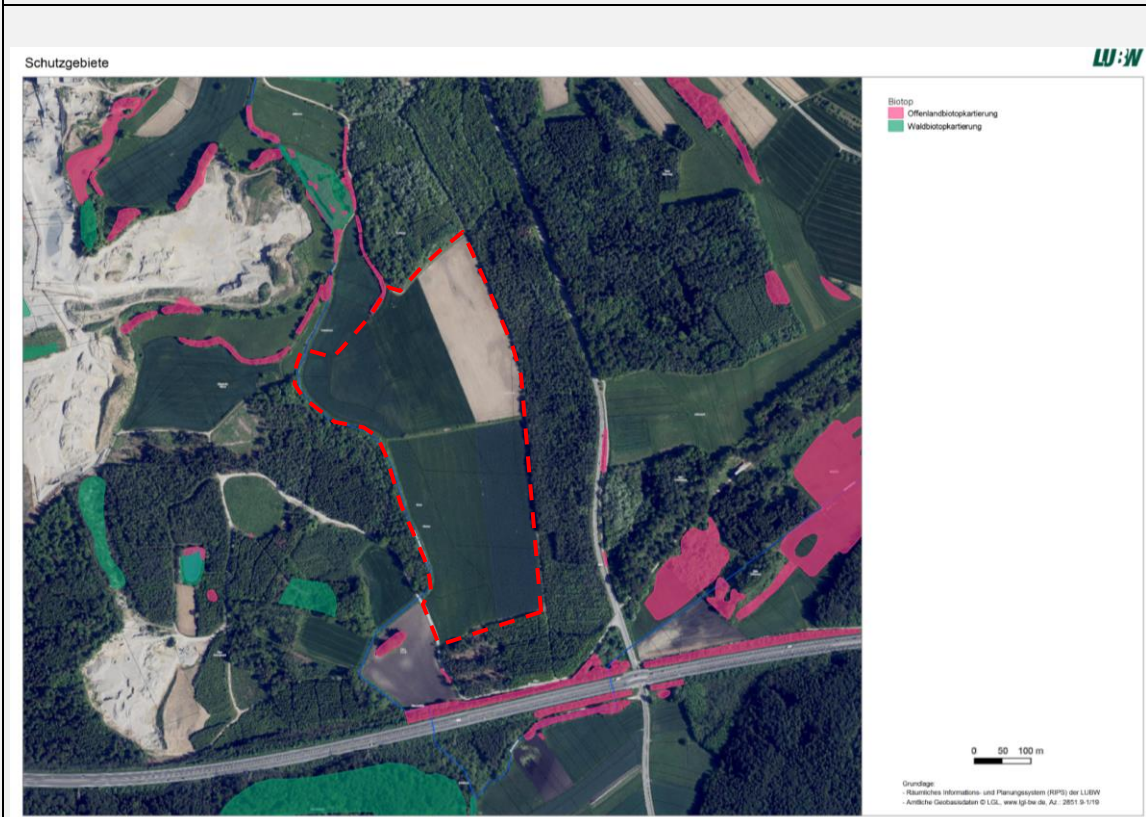 Schutzgebiete
LUBW
Biotop
Offenlandbiotopkartierung
Waldbiotopkartierung
0 50 100 m
Grundlage:
- Räumliches Informations- und Planungssystem (RIPS) der LUBW
- Amtliche Geobasisdaten © LGL, www.lgl-bw.de, Az.: 2851.9-1/19